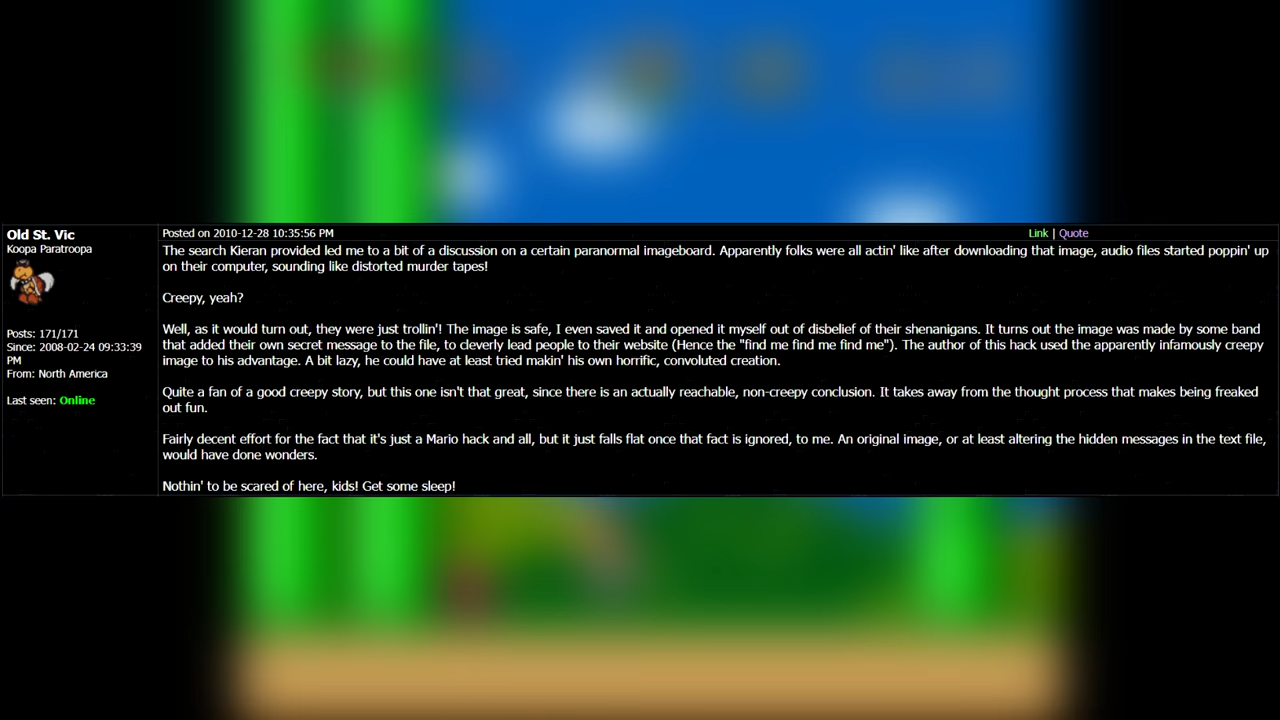 Old St. Vic
Koopa Paratroopa
Posts: 171/171
Since: 2008-02-24 09:33:39
PM
From: North America
Last seen: Online
Posted on 2010-12-28 10:35:56 PM
Link | Quote
The search Kieran provided led me to a bit of a discussion on a certain paranormal imageboard. Apparently folks were all actin' like after downloading that image, audio files started poppin' up
on their computer, sounding like distorted murder tapes!
Creepy, yeah?
Well, as it would turn out, they were just trollin'! The image is safe, I even saved it and opened it myself out of disbelief of their shenanigans. It turns out the image was made by some band
that added their own secret message to the file, to cleverly lead people to their website (Hence the "find me find me find me"). The author of this hack used the apparently infamously creepy
image to his advantage. A bit lazy, he could have at least tried makin' his own horrific, convoluted creation.
Quite a fan of a good creepy story, but this one isn't that great, since there is an actually reachable, non-creepy conclusion. It takes away from the thought process that makes being freaked
out fun.
Fairly decent effort for the fact that it's just a Mario hack and all, but it just falls flat once that fact is ignored, to me. An original image, or at least altering the hidden messages in the text file,
would have done wonders.
Nothin' to be scared of here, kids! Get some sleep!